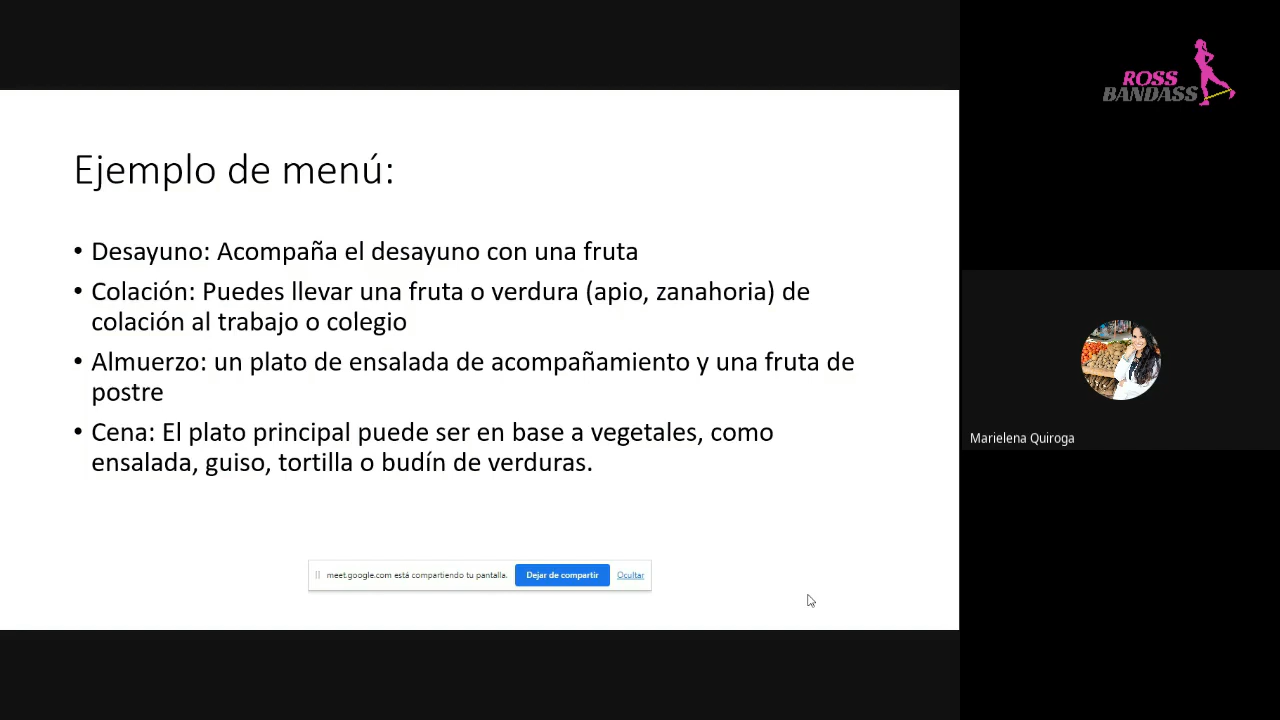 ROSS
BANDASS
Ejemplo de menú:
• Desayuno: Acompaña el desayuno con una fruta
• Colación: Puedes llevar una fruta o verdura (apio, zanahoria) de
colación al trabajo o colegio
• Almuerzo: un plato de ensalada de acompañamiento y una fruta de
postre
• Cena: El plato principal puede ser en base a vegetales, como
ensalada, guiso, tortilla o budín de verduras.
Marielena Quiroga
meet.google.com está compartiendo tu pantalla.
Dejar de compartir
Ocultar